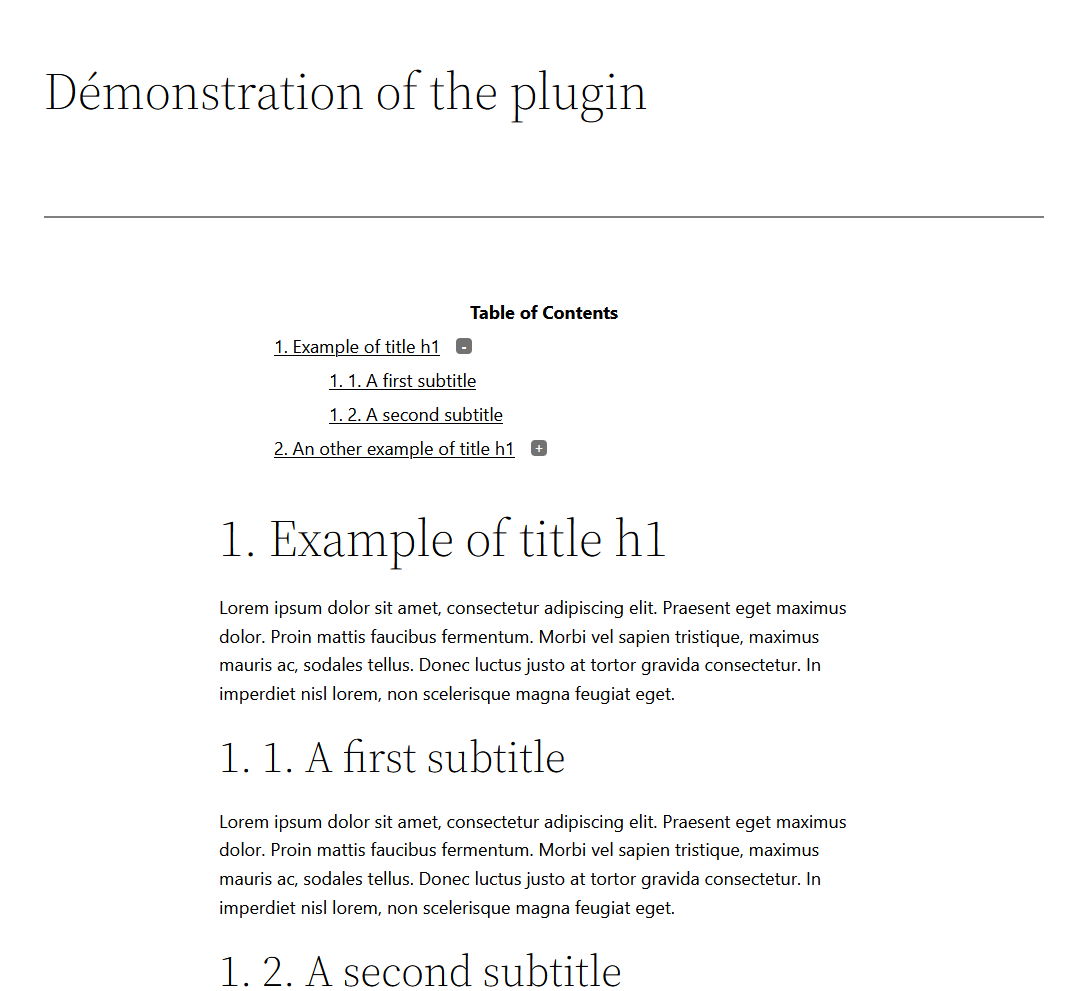 Démonstration of the plugin
Table of Contents
1. Example of title h1 -
1. 1. A first subtitle
1. 2. A second subtitle
2. An other example of title h1 +
1. Example of title h1
Lorem ipsum dolor sit amet, consectetur adipiscing elit. Praesent eget maximus
dolor. Proin mattis faucibus fermentum. Morbi vel sapien tristique, maximus
mauris ac, sodales tellus. Donec luctus justo at tortor gravida consectetur. In
imperdiet nisl lorem, non scelerisque magna feugiat eget.
1. 1. A first subtitle
Lorem ipsum dolor sit amet, consectetur adipiscing elit. Praesent eget maximus
dolor. Proin mattis faucibus fermentum. Morbi vel sapien tristique, maximus
mauris ac, sodales tellus. Donec luctus justo at tortor gravida consectetur. In
imperdiet nisl lorem, non scelerisque magna feugiat eget.
1. 2. A second subtitle